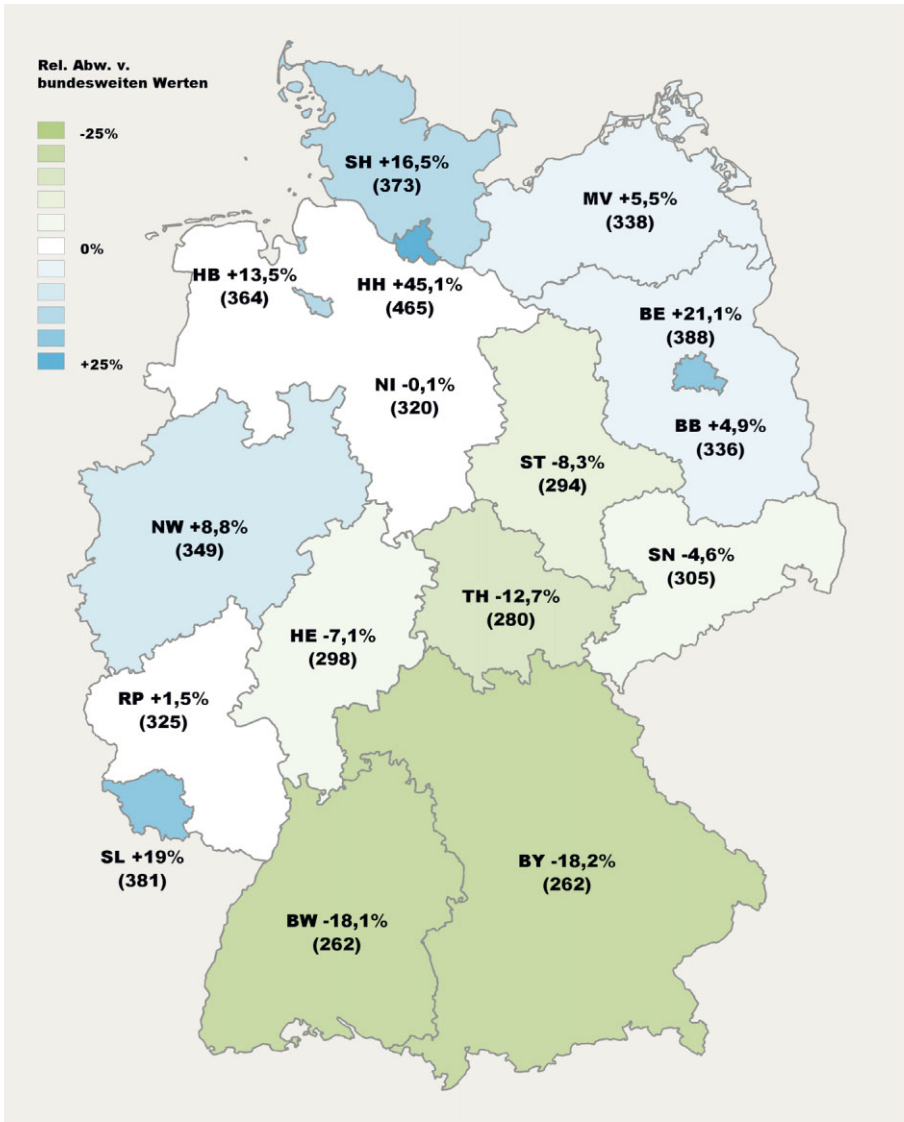 Rel. Abw. v.
bundesweiten Werten
-25%
0%
+25%
SH +16,5%
(373)
MV +5,5%
(338)
HB +13,5%
(364)
HH +45,1%
(465)
BE +21,1%
(388)
NI -0,1%
(320)
BB +4,9%
(336)
ST -8,3%
(294)
NW +8,8%
(349)
SN -4,6%
(305)
TH -12,7%
(280)
HE -7,1%
(298)
RP +1,5%
(325)
SL +19%
(381)
BY -18,2%
(262)
BW -18,1%
(262)